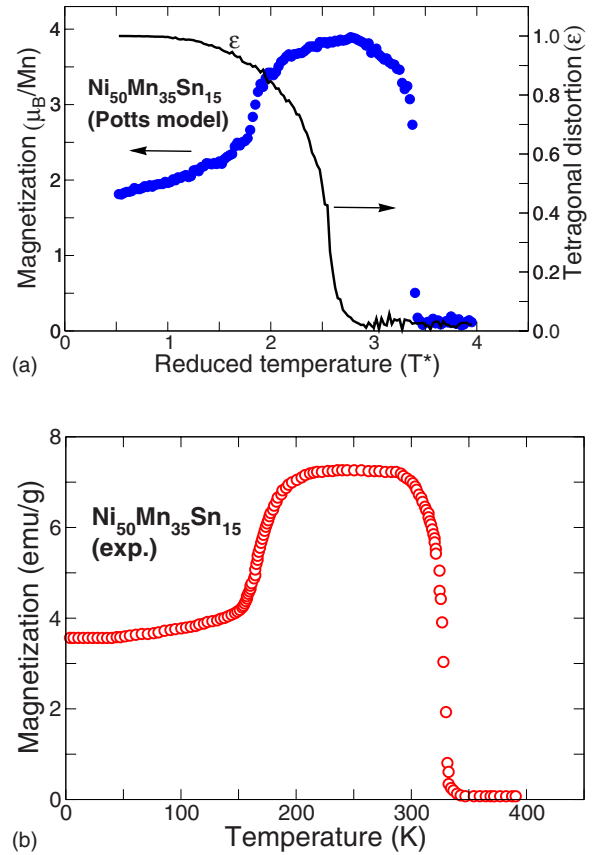 4
3
2
1
0
Magnetization (μB/Mn)
Ni50Mn35Sn15
(Potts model)
ε
1.0
0.8
0.6
0.4
0.2
0.0
Tetragonal distortion (ε)
0 1 2 3 4
(a) Reduced temperature (T*)
8
6
4
2
0
Magnetization (emu/g)
Ni50Mn35Sn15
(exp.)
0 100 200 300 400
(b) Temperature (K)